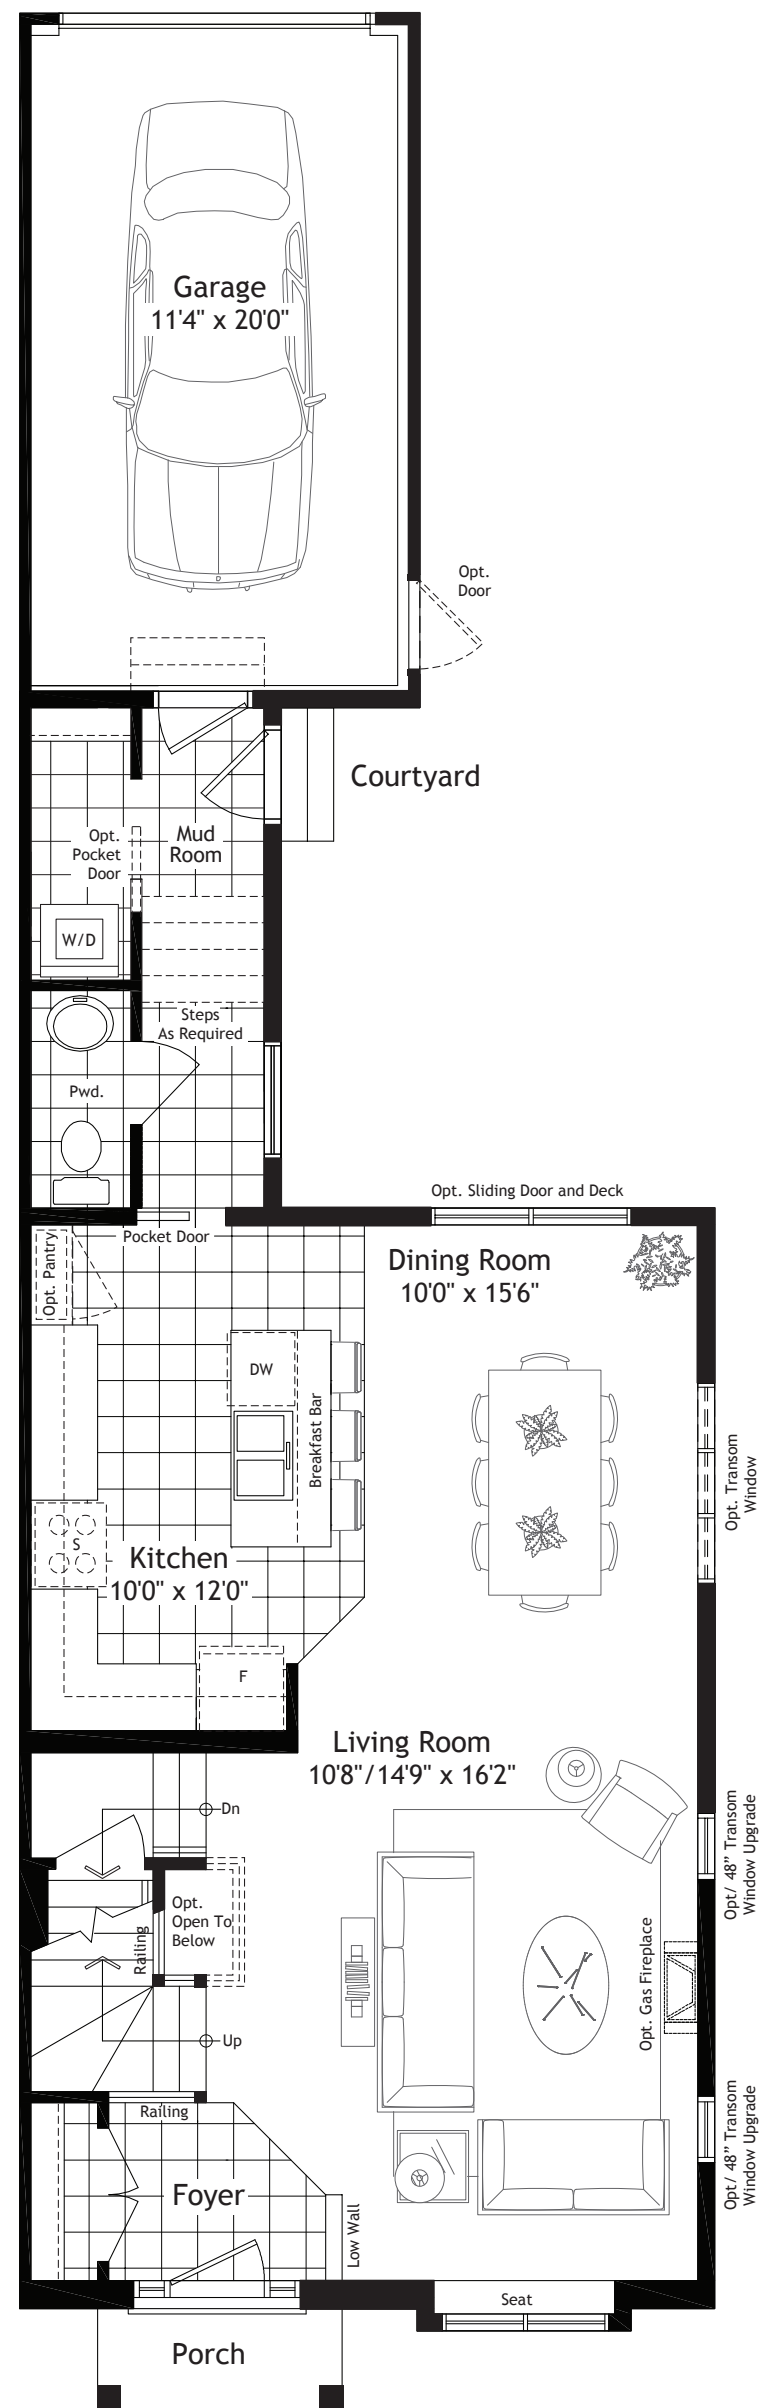 Garage
11'4" x 20'0"
Opt.
Door
Courtyard
Mud
Room
Opt.
Pocket
Door
W/D
Steps
As Required
Pwd.
Opt. Sliding Door and Deck
Pocket Door
Opt. Pantry
Dining Room
10'0" x 15'6"
DW
Breakfast Bar
Opt. Transom
Window
S
Kitchen
10'0" x 12'0"
F
Living Room
10'8"/14'9" x 16'2"
Dn
Opt/ 48" Transom
Window Upgrade
Opt.
Open To
Below
Railing
Opt. Gas Fireplace
Up
Railing
Opt/ 48" Transom
Window Upgrade
Foyer
Low Wall
Seat
Porch